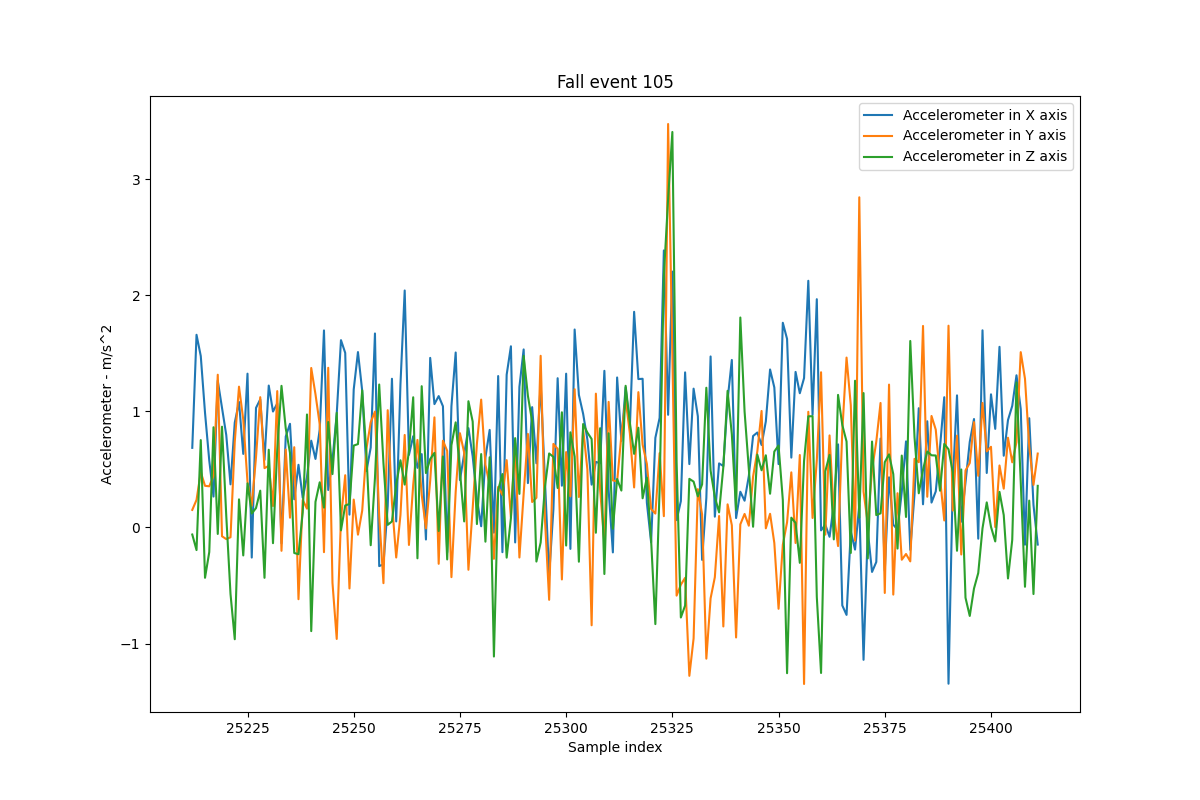 Fall event 105
Accelerometer in X axis
Accelerometer in Y axis
Accelerometer in Z axis
Accelerometer - m/s^2
3
2
1
0
−1
25225 25250 25275 25300 25325 25350 25375 25400
Sample index